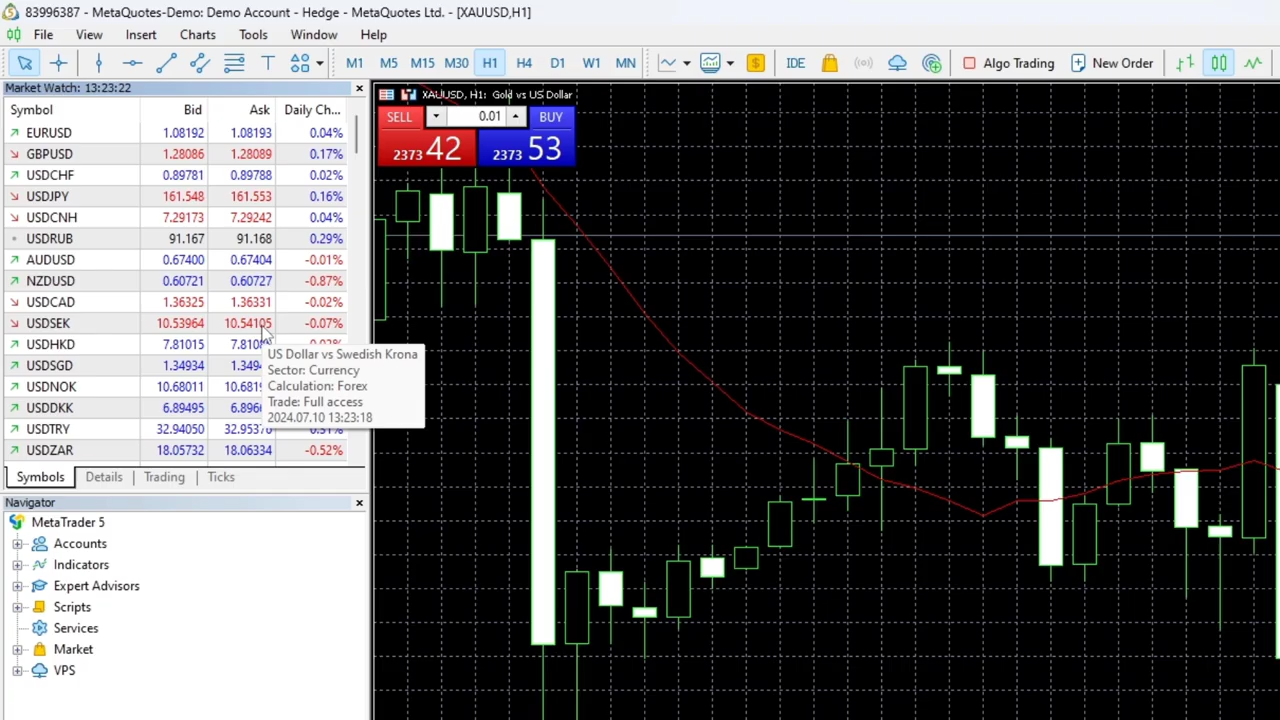 83996387 - MetaQuotes-Demo: Demo Account - Hedge - MetaQuotes Ltd. - [XAUUSD,H1]
File View Insert Charts Tools Window Help
M1 M5 M15 M30 H1 H4 D1 W1 MN IDE Algo Trading New Order
Market Watch: 13:23:22
Symbol Bid Ask Daily Ch...
EURUSD 1.08192 1.08193 0.04%
GBPUSD 1.28086 1.28089 0.17%
USDCHF 0.89781 0.89788 0.02%
USDJPY 161.548 161.553 0.16%
USDCNH 7.29173 7.29242 0.04%
USDRUB 91.167 91.168 0.29%
AUDUSD 0.67400 0.67404 -0.01%
NZDUSD 0.60721 0.60727 -0.87%
USDCAD 1.36325 1.36331 -0.02%
USDSEK 10.53964 10.54105 -0.07%
USDHKD 7.81015
USDSGD 1.34934
USDNOK 10.68011
USDDKK 6.89495
USDTRY 32.94050
USDZAR 18.05732 18.06334 -0.52%
US Dollar vs Swedish Krona
Sector: Currency
Calculation: Forex
Trade: Full access
2024.07.10 13:23:18
Symbols Details Trading Ticks
Navigator
MetaTrader 5
Accounts
Indicators
Expert Advisors
Scripts
Services
Market
VPS
XAUUSD, H1: Gold vs US Dollar
SELL 0.01 BUY
2373 42 2373 53